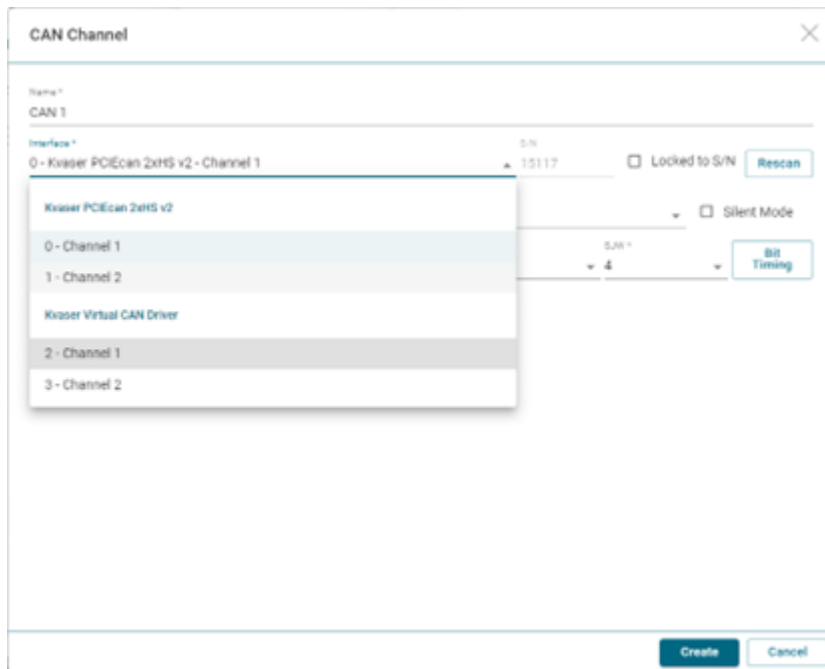 CAN Channel
Name *
CAN 1
Interface *
S/N
0 - Kvaser PCIEcan 2xHS v2 - Channel 1
15117
Locked to S/N
Rescan
Kvaser PCIEcan 2xHS v2
Silent Mode
0 - Channel 1
SJW *
4
Bit
Timing
1 - Channel 2
Kvaser Virtual CAN Driver
2 - Channel 1
3 - Channel 2
Create
Cancel